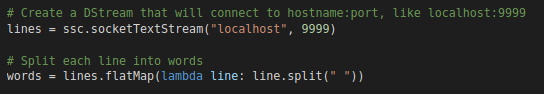 # Create a DStream that will connect to hostname:port, like localhost:9999
lines = ssc.socketTextStream("localhost", 9999)
# Split each line into words
words = lines.flatMap(lambda line: line.split(" "))